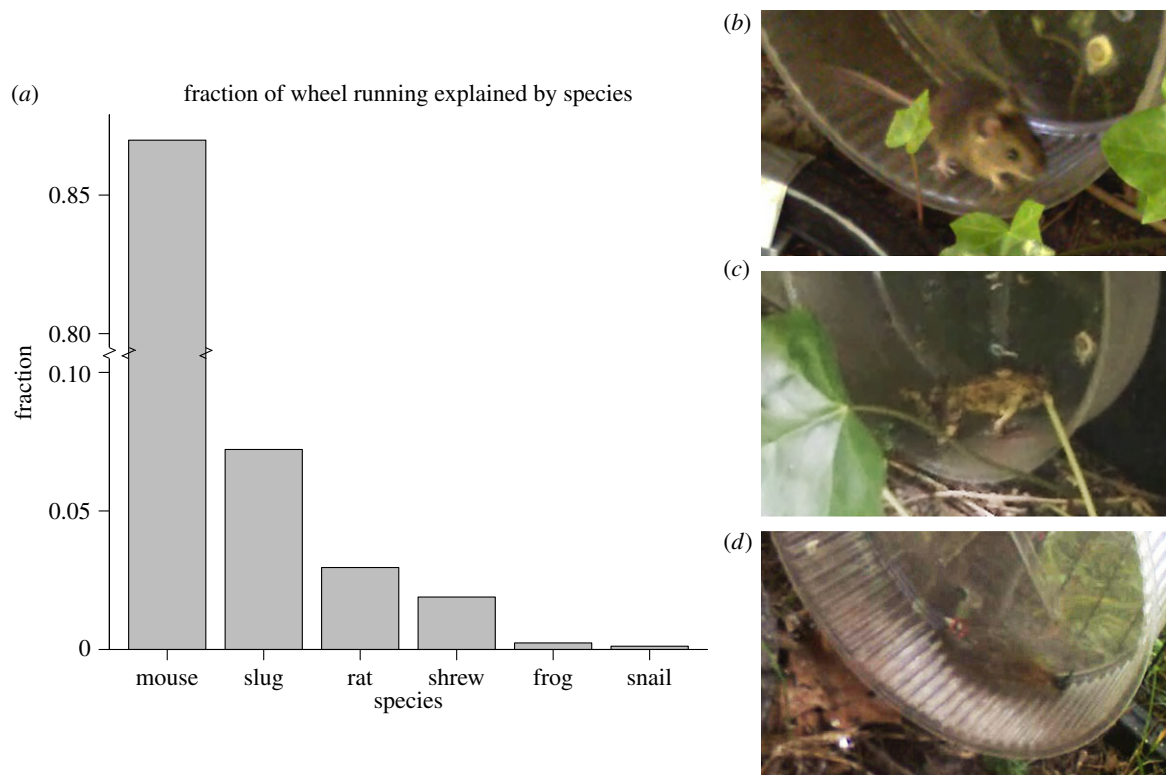 (a)
fraction of wheel running explained by species
fraction
0.85
0.80
0.10
0.05
0
mouse slug rat shrew frog snail
species
(b)
(c)
(d)